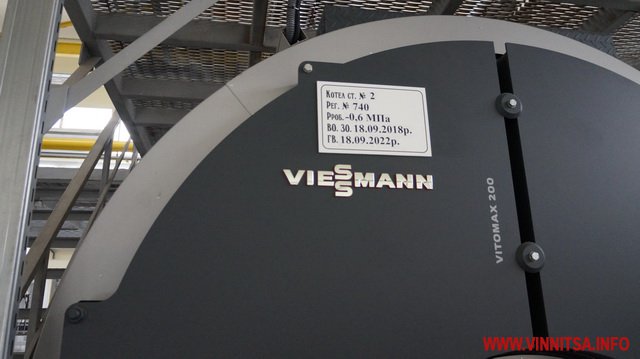 Котел ст. № 2
Рег. № 740
Рроб.-0,6 МПа
ВО. ЗО. 18.09.2018р.
ГВ. 18.09.2022р.
VIESSMANN
VITOMAX 200
WWW.VINNITSA.INFO